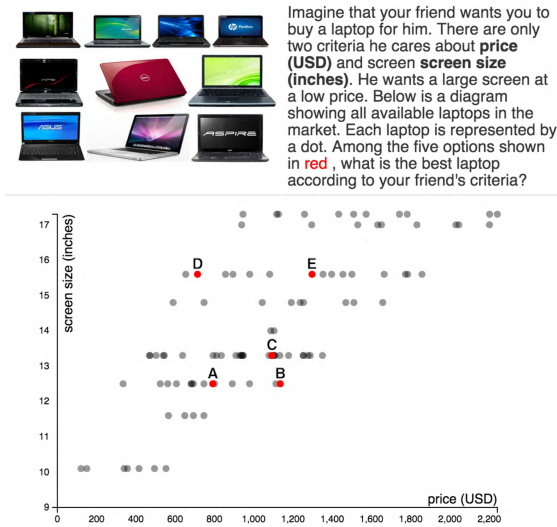 Imagine that your friend wants you to
buy a laptop for him. There are only
two criteria he cares about price
(USD) and screen screen size
(inches). He wants a large screen at
a low price. Below is a diagram
showing all available laptops in the
market. Each laptop is represented by
a dot. Among the five options shown
in red , what is the best laptop
according to your friend's criteria?
hp Pavilion
DELL
ASUS
ASPIRE
screen size (inches)
17
16
15
14
13
12
11
10
9
D
E
C
A
B
price (USD)
0 200 400 600 800 1,000 1,200 1,400 1,600 1,800 2,000 2,200